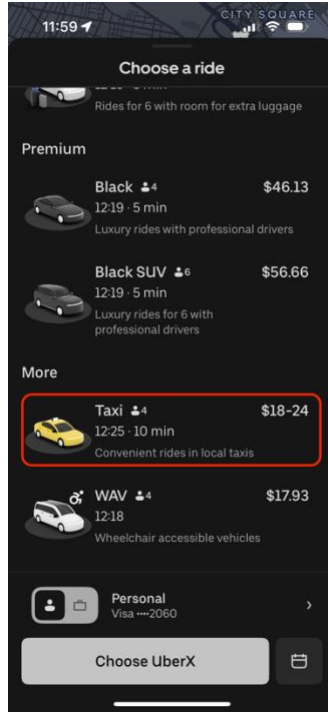 CITY SQUARE
11:59
Choose a ride
Rides for 6 with room for extra luggage
Premium
Black 4 $46.13
12:19 · 5 min
Luxury rides with professional drivers
Black SUV 6 $56.66
12:19 · 5 min
Luxury rides for 6 with
professional drivers
More
Taxi 4 $18-24
12:25 · 10 min
Convenient rides in local taxis
WAV 4 $17.93
12:18
Wheelchair accessible vehicles
Personal
Visa ····2060
Choose UberX